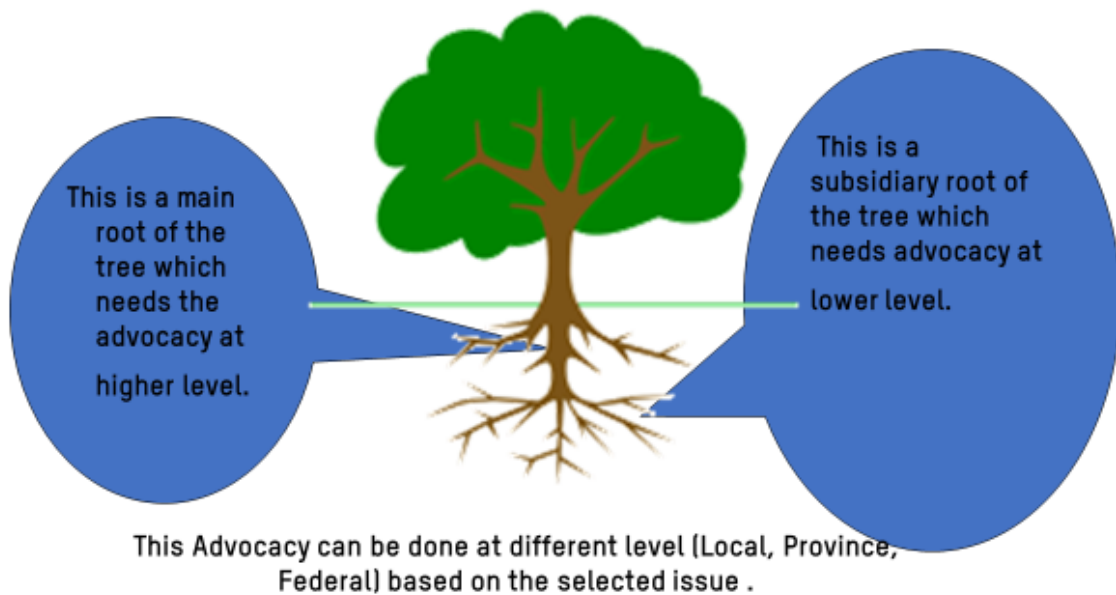 This is a main
root of the
tree which
needs the
advocacy at
higher level.
This is a
subsidiary root of
the tree which
needs advocacy at
lower level.
This Advocacy can be done at different level (Local, Province,
Federal) based on the selected issue .